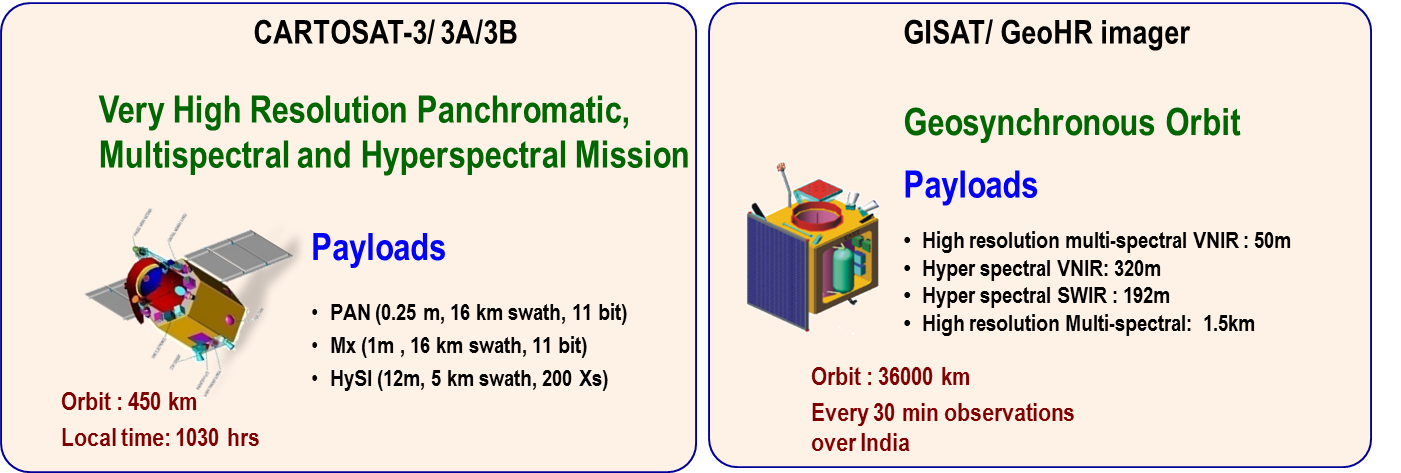 CARTOSAT-3/ 3A/3B
Very High Resolution Panchromatic,
Multispectral and Hyperspectral Mission
Payloads
• PAN (0.25 m, 16 km swath, 11 bit)
• Mx (1m , 16 km swath, 11 bit)
• HySI (12m, 5 km swath, 200 Xs)
Orbit : 450 km
Local time: 1030 hrs
GISAT/ GeoHR imager
Geosynchronous Orbit
Payloads
• High resolution multi-spectral VNIR : 50m
• Hyper spectral VNIR: 320m
• Hyper spectral SWIR : 192m
• High resolution Multi-spectral: 1.5km
Orbit : 36000 km
Every 30 min observations
over India